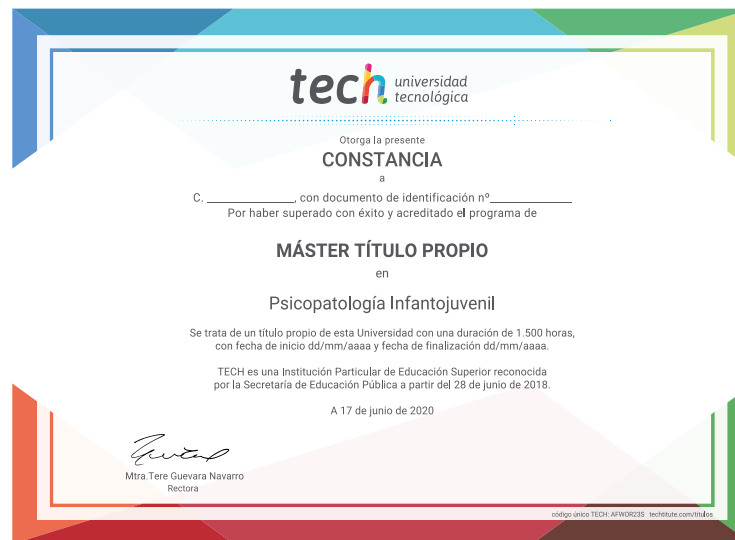 tech universidad
tecnológica
Otorga la presente
CONSTANCIA
a
C. ______________, con documento de identificación nº_____________
Por haber superado con éxito y acreditado el programa de
MÁSTER TÍTULO PROPIO
en
Psicopatología Infantojuvenil
Se trata de un título propio de esta Universidad con una duración de 1.500 horas,
con fecha de inicio dd/mm/aaaa y fecha de finalización dd/mm/aaaa.
TECH es una Institución Particular de Educación Superior reconocida
por la Secretaría de Educación Pública a partir del 28 de junio de 2018.
A 17 de junio de 2020
Mtra.Tere Guevara Navarro
Rectora
código único TECH: AFWOR23S techtitute.com/titulos